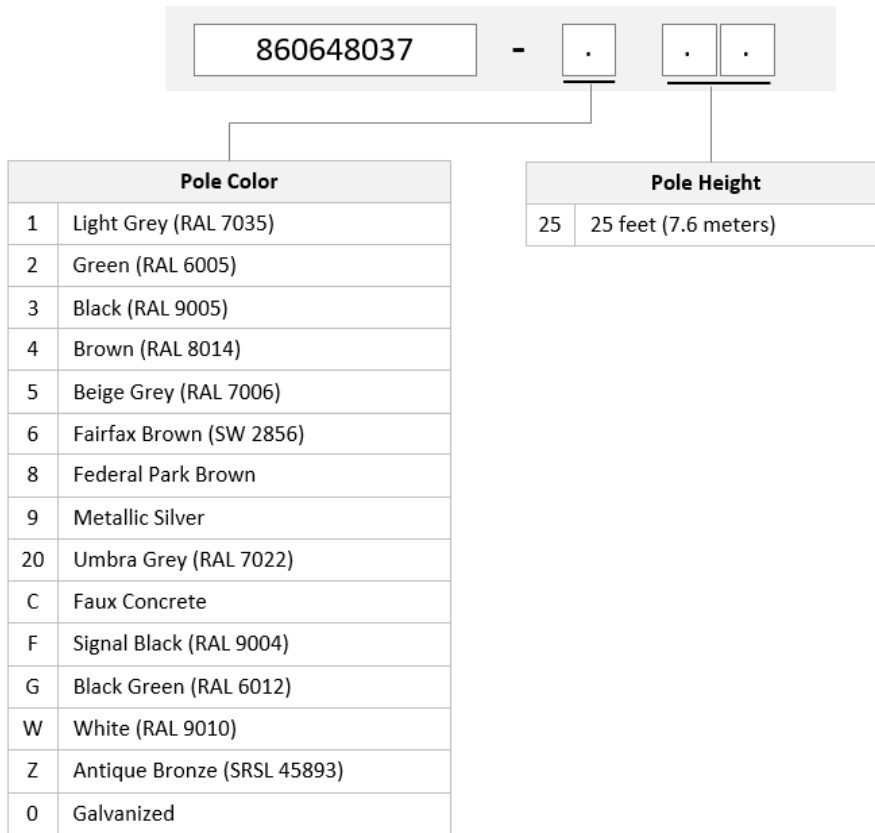 860648037 - . . .
Pole Color
1 Light Grey (RAL 7035)
2 Green (RAL 6005)
3 Black (RAL 9005)
4 Brown (RAL 8014)
5 Beige Grey (RAL 7006)
6 Fairfax Brown (SW 2856)
8 Federal Park Brown
9 Metallic Silver
20 Umbra Grey (RAL 7022)
C Faux Concrete
F Signal Black (RAL 9004)
G Black Green (RAL 6012)
W White (RAL 9010)
Z Antique Bronze (SRSL 45893)
0 Galvanized
Pole Height
25 25 feet (7.6 meters)